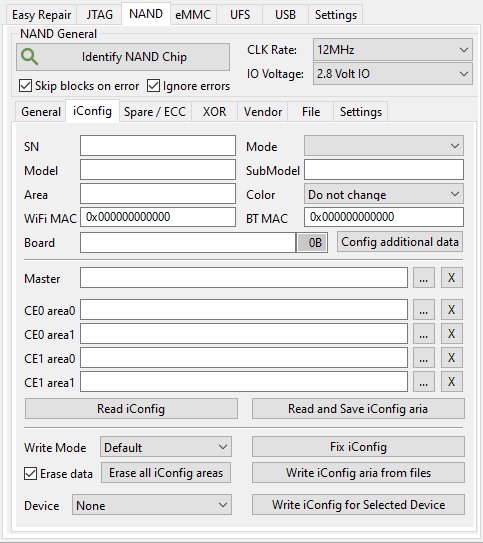 Easy Repair JTAG NAND eMMC UFS USB Settings
NAND General
Identify NAND Chip
CLK Rate: 12MHz
IO Voltage: 2.8 Volt IO
Skip blocks on error Ignore errors
General iConfig Spare / ECC XOR Vendor File Settings
SN Mode
Model SubModel
Area Color Do not change
WiFi MAC 0x000000000000 BT MAC 0x000000000000
Board 0B Config additional data
Master ... X
CE0 area0 ... X
CE0 area1 ... X
CE1 area0 ... X
CE1 area1 ... X
Read iConfig Read and Save iConfig aria
Write Mode Default Fix iConfig
Erase data Erase all iConfig areas Write iConfig aria from files
Device None Write iConfig for Selected Device